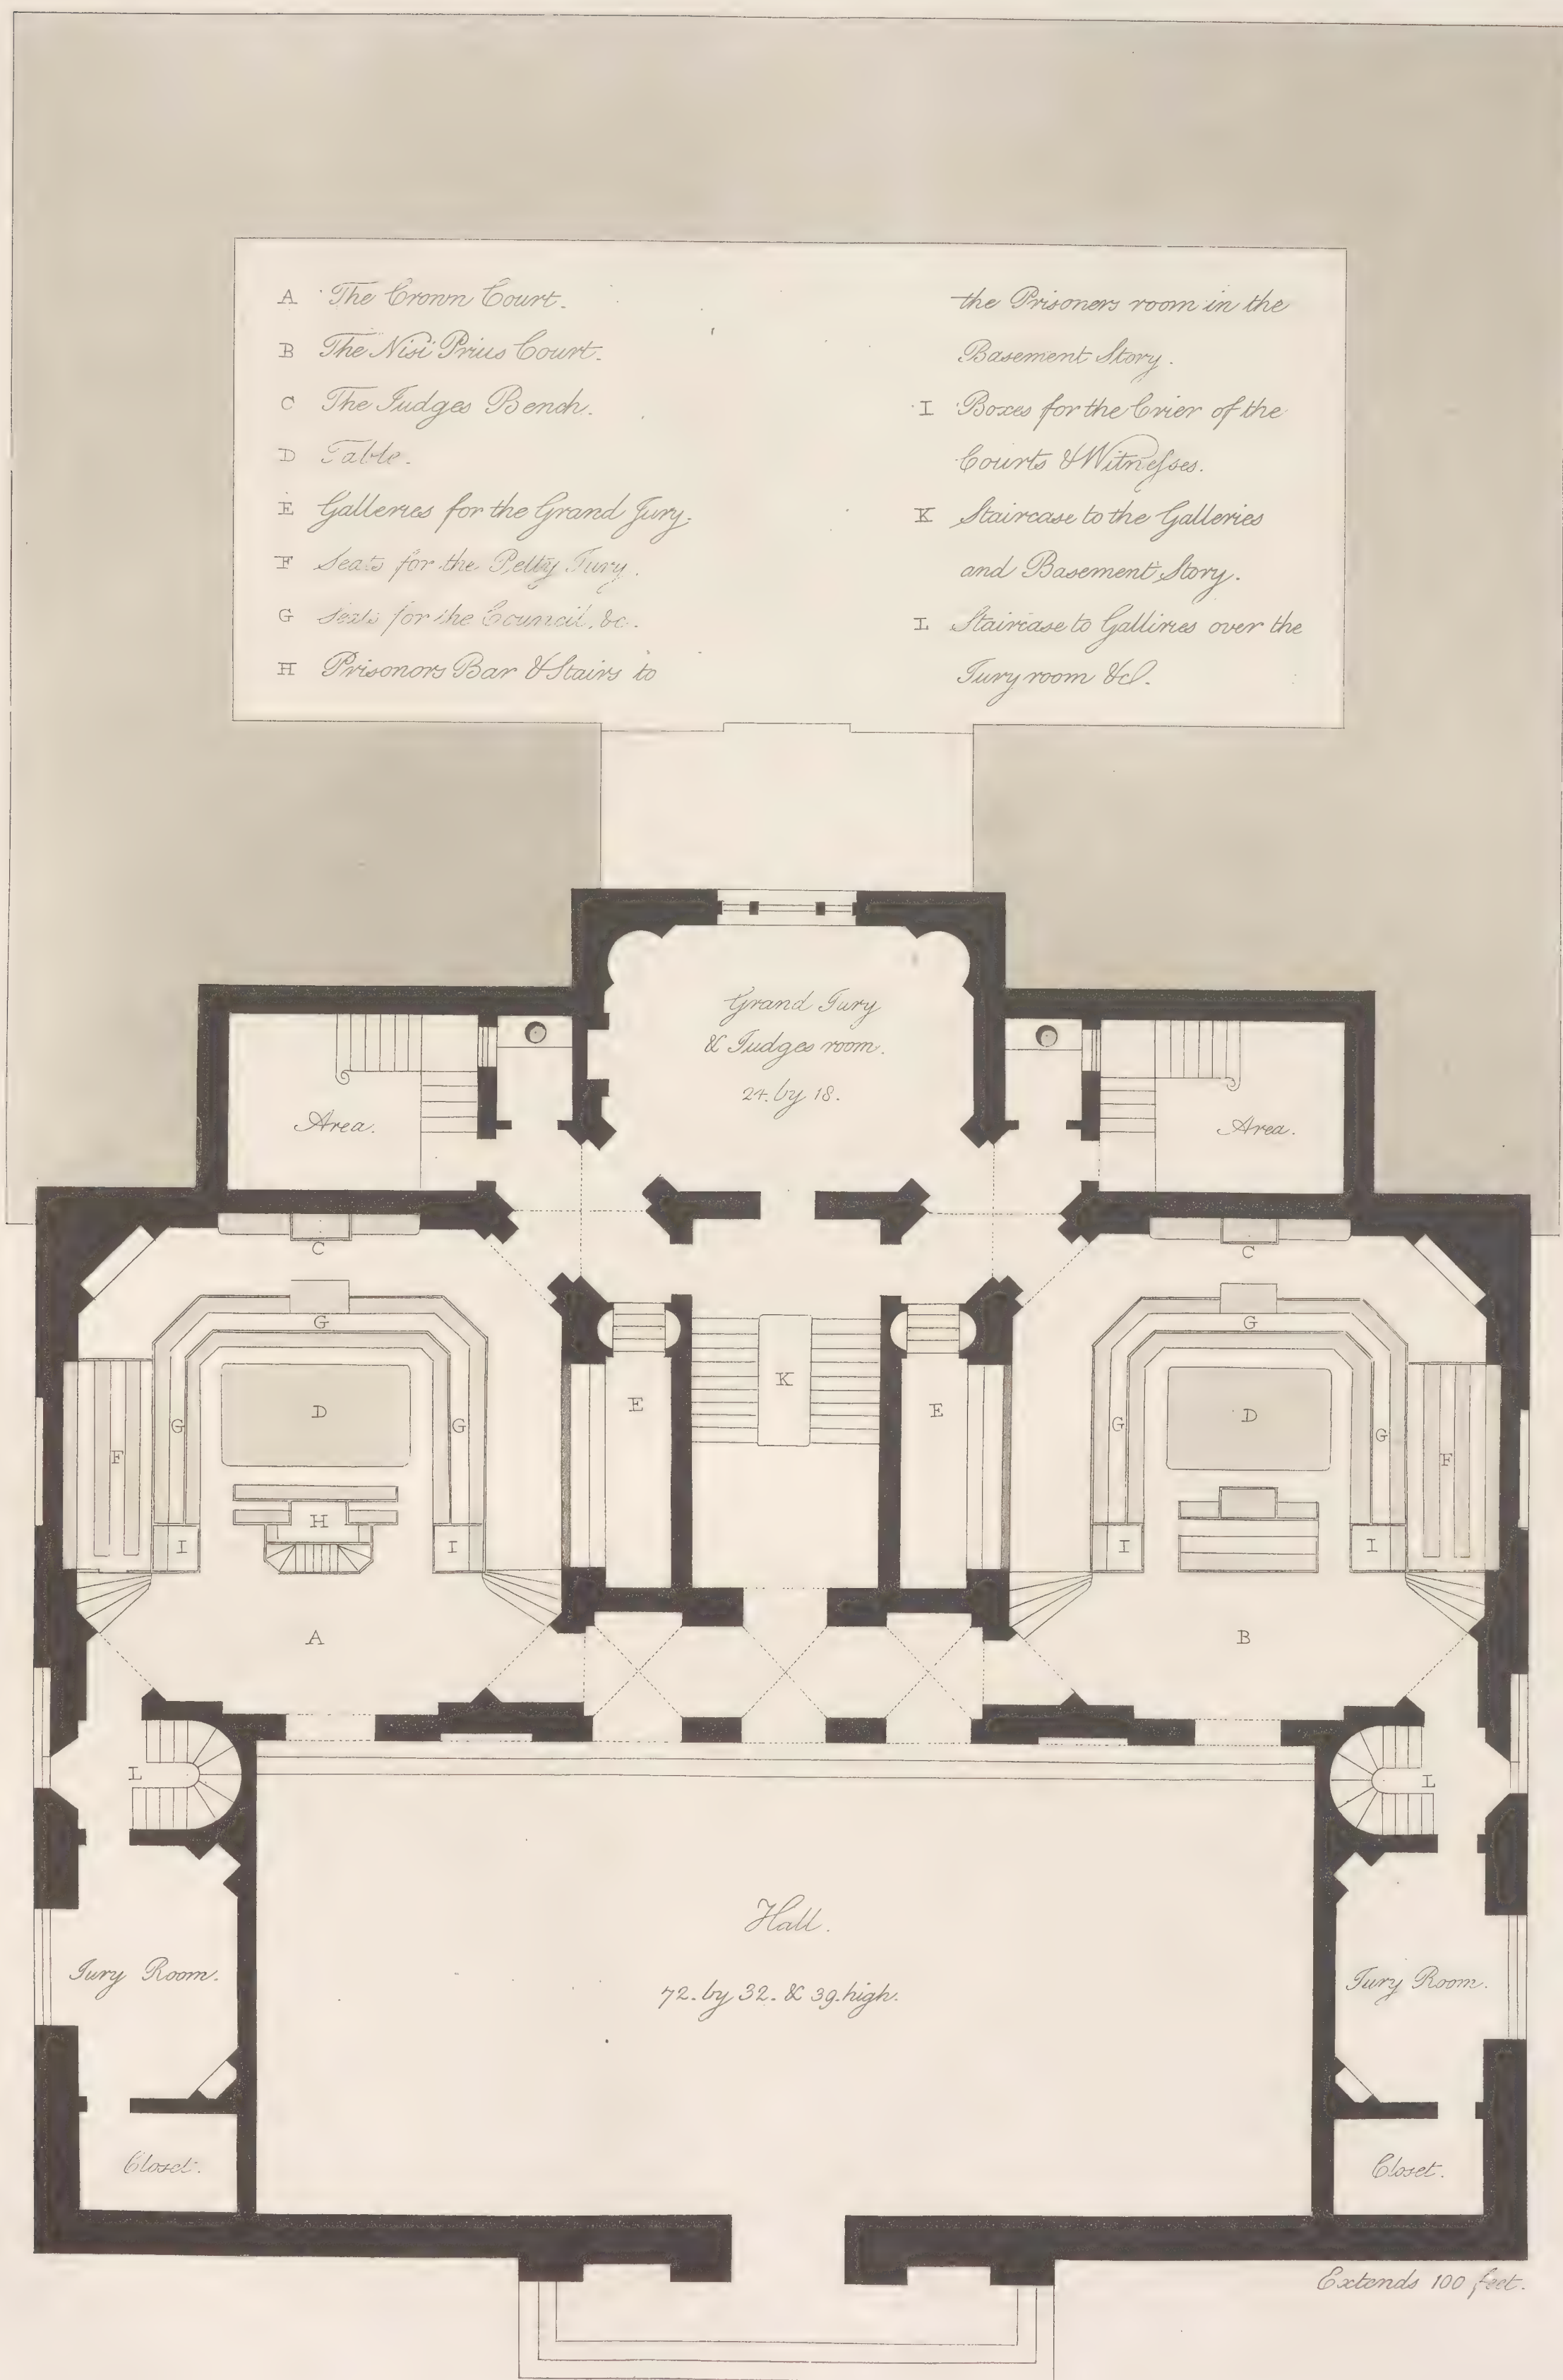 A The Crown Court.
B The Nisi Prius Court.
C The Judges Bench.
D Table.
E Galleries for the Grand Jury.
F Seats for the Petty Jury.
G Seats for the Council, &c.
H Prisonors Bar & Stairs to
the Prisoners room in the
Basement Story.
I Boxes for the Crier of the
Courts & Witnesses.
K Staircase to the Galleries
and Basement Story.
L Stairiase to Galliries over the
Jury room &c.
Grand Jury
& Judges room.
24. by 18.
Area.
Area.
C
C
G
G
E
K
E
D
D
G
G
G
G
F
F
H
I
I
I
I
A
B
L
L
Hall.
72. by 32. & 39. high.
Jury Room.
Jury Room.
Closet.
Closet.
Extends 100 feet.